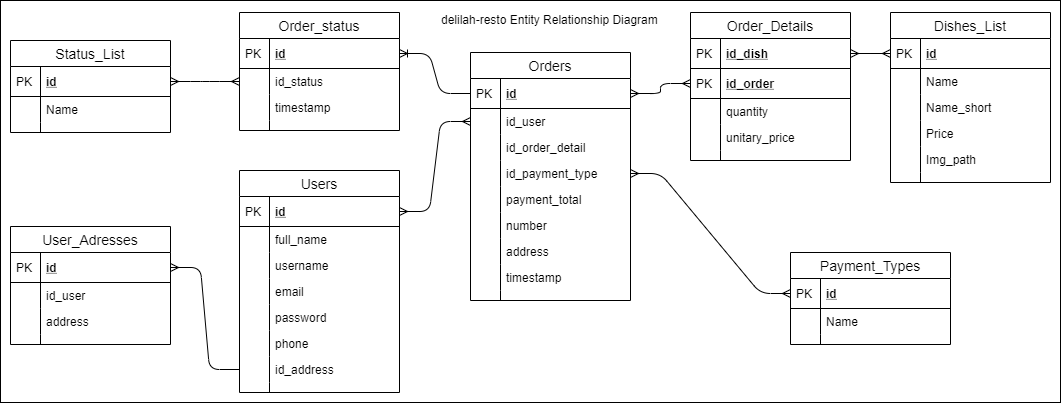 delilah-resto Entity Relationship Diagram
Status_List
PK id
Name
Order_status
PK id
id_status
timestamp
Orders
PK id
id_user
id_order_detail
id_payment_type
payment_total
number
address
timestamp
Order_Details
PK id_dish
PK id_order
quantity
unitary_price
Dishes_List
PK id
Name
Name_short
Price
Img_path
User_Adresses
PK id
id_user
address
Users
PK id
full_name
username
email
password
phone
id_address
Payment_Types
PK id
Name